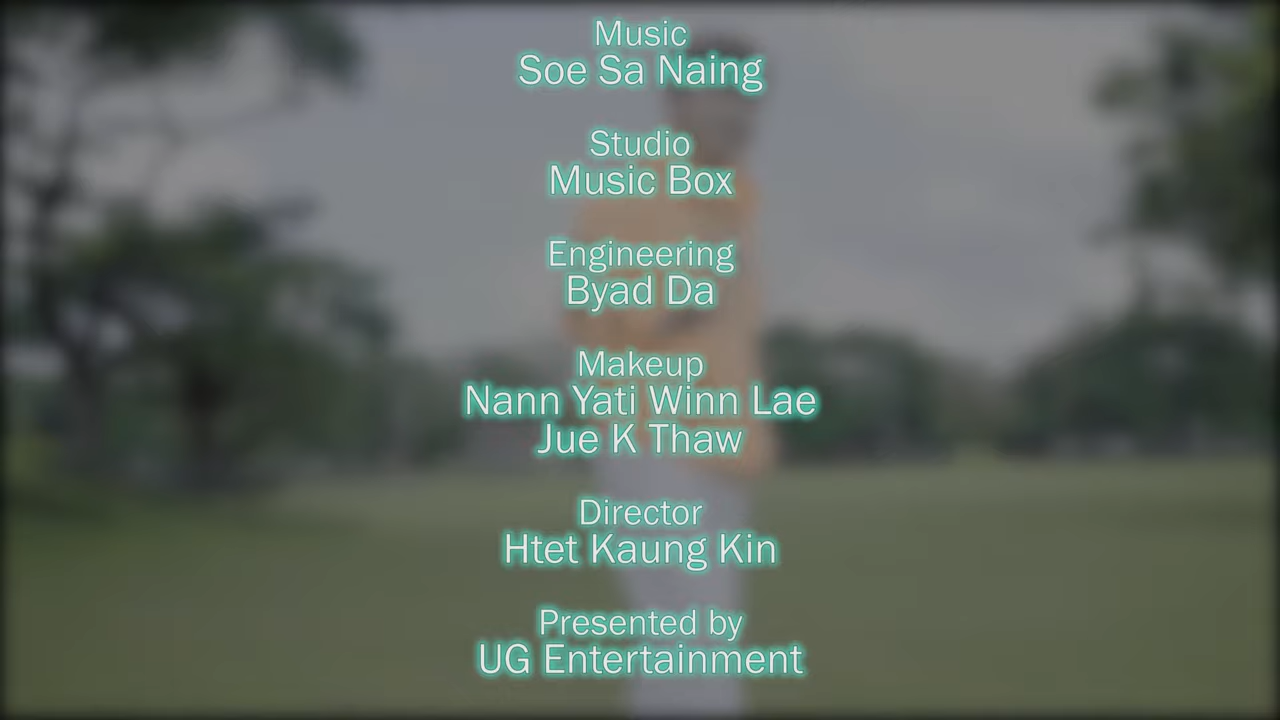 Music
Soe Sa Naing
Studio
Music Box
Engineering
Byad Da
Makeup
Nann Yati Winn Lae
Jue K Thaw
Director
Htet Kaung Kin
Presented by
UG Entertainment